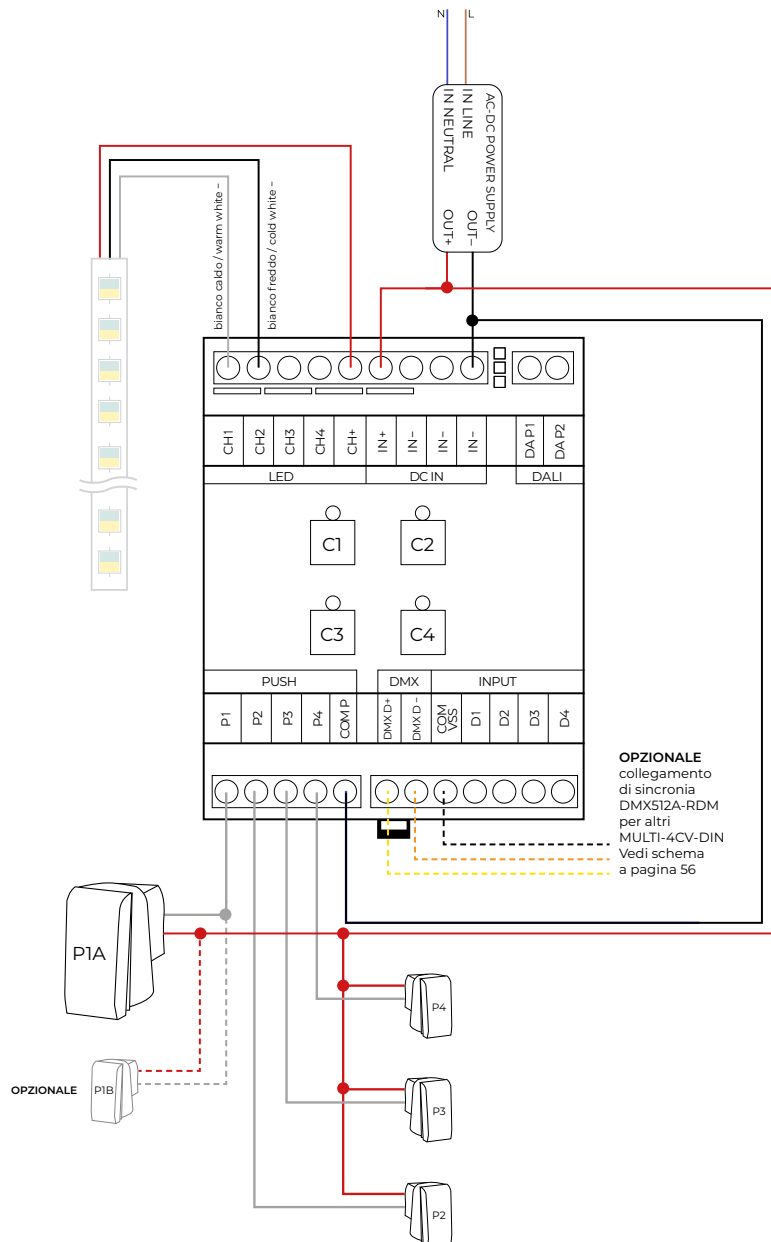 N L
IN NEUTRAL
IN LINE
AC-DC POWER SUPPLY
OUT+
OUT-
bianco caldo / warm white -
bianco freddo / cold white -
CH1 CH2 CH3 CH4 CH+ IN+ IN- IN- IN- DA P1 DA P2
LED DC IN DALI
C1 C2
C3 C4
PUSH DMX INPUT
P1 P2 P3 P4 COM P DMX D+ DMX D- COM VSS D1 D2 D3 D4
OPZIONALE
collegamento
di sincronia
DMX512A-RDM
per altri
MULTI-4CV-DIN
Vedi schema
a pagina 56
P1A
P4
OPZIONALE P1B
P3
P2